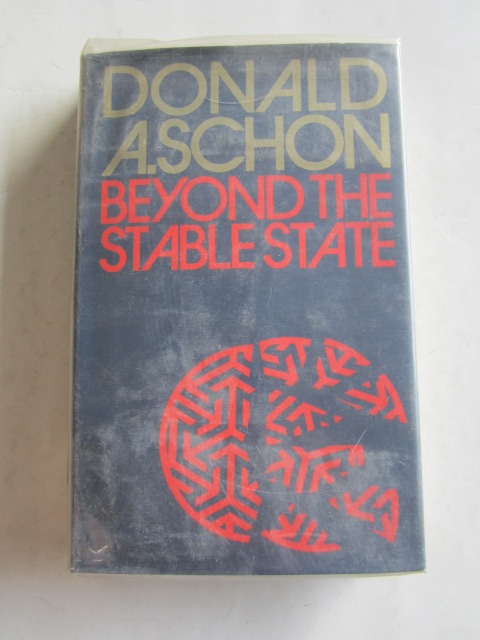 DONALD
A.SCHON
BEYOND THE
STABLE STATE